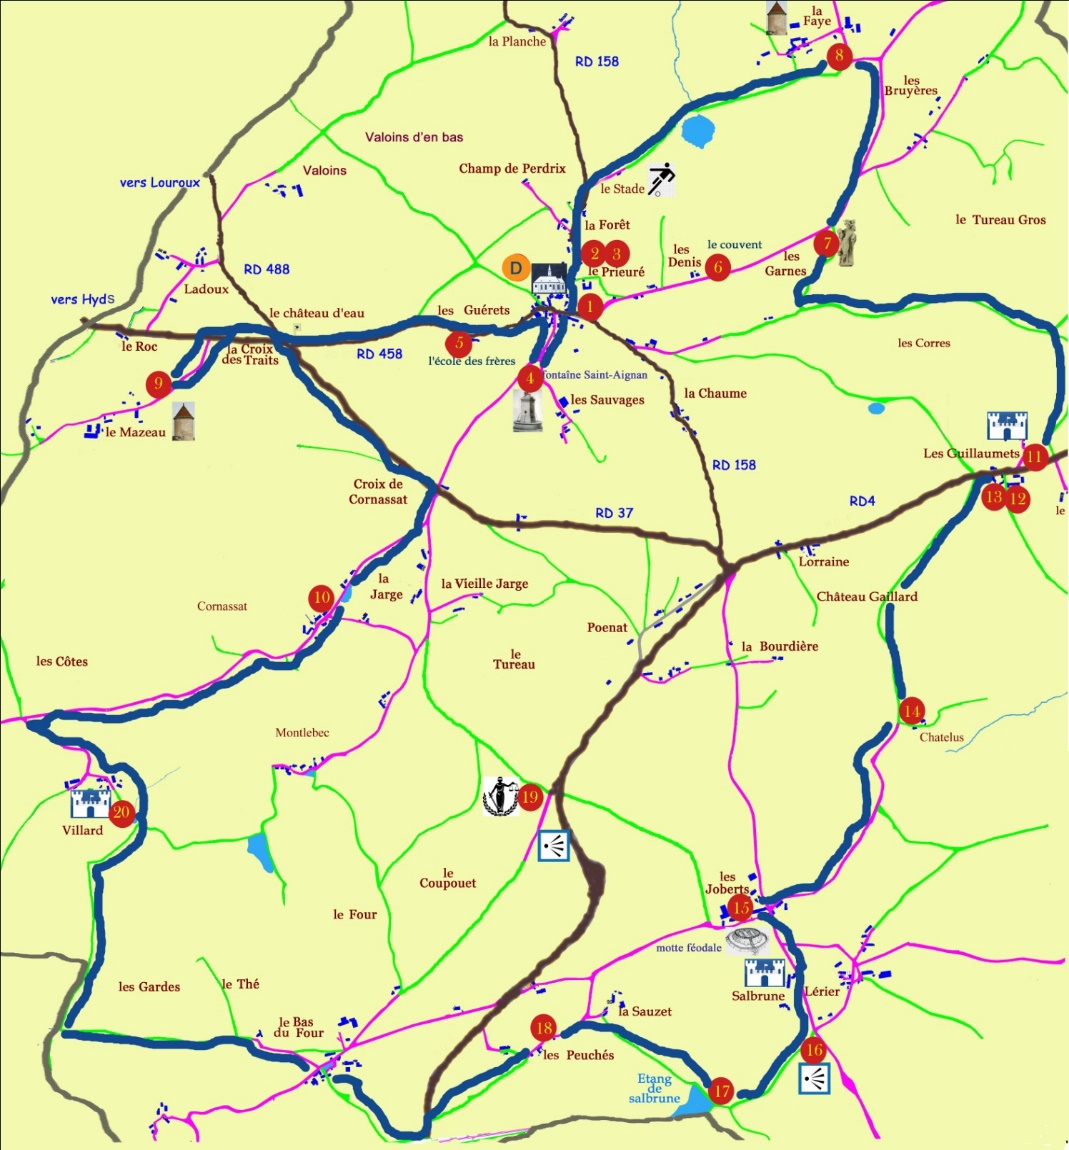 la
Faye
8
la Planche
RD 158
les
Bruyères
Valoins d'en bas
Valoins
Champ de Perdrix
vers Louroux
le Stade
la Forêt
le Tureau Gros
2
3
le Prieuré
les
Denis
le couvent
6
7
les
Garnes
D
RD 488
Ladoux
vers Hyds
1
le château d'eau
les Guérets
5
le Roc
la Croix
des Traits
RD 458
l'école des frères
les Corres
9
4
fontaîne Saint-Aignan
la Chaume
les Sauvages
le Mazeau
Les Guillaumets
11
RD 158
Croix de
Cornassat
13
12
RD4
le
RD 37
Lorraine
la
Jarge
la Vieille Jarge
10
Cornassat
Château Gaillard
Poenat
la Bourdière
les Côtes
le
Tureau
14
Chatelus
Montlebec
19
20
Villard
le
Coupouet
les
Joberts
15
le Four
motte féodale
les Gardes
le Thé
Salbrune
Lérier
la Sauzet
le Bas
du Four
18
les Peuchés
16
Etang
de
salbrune
17